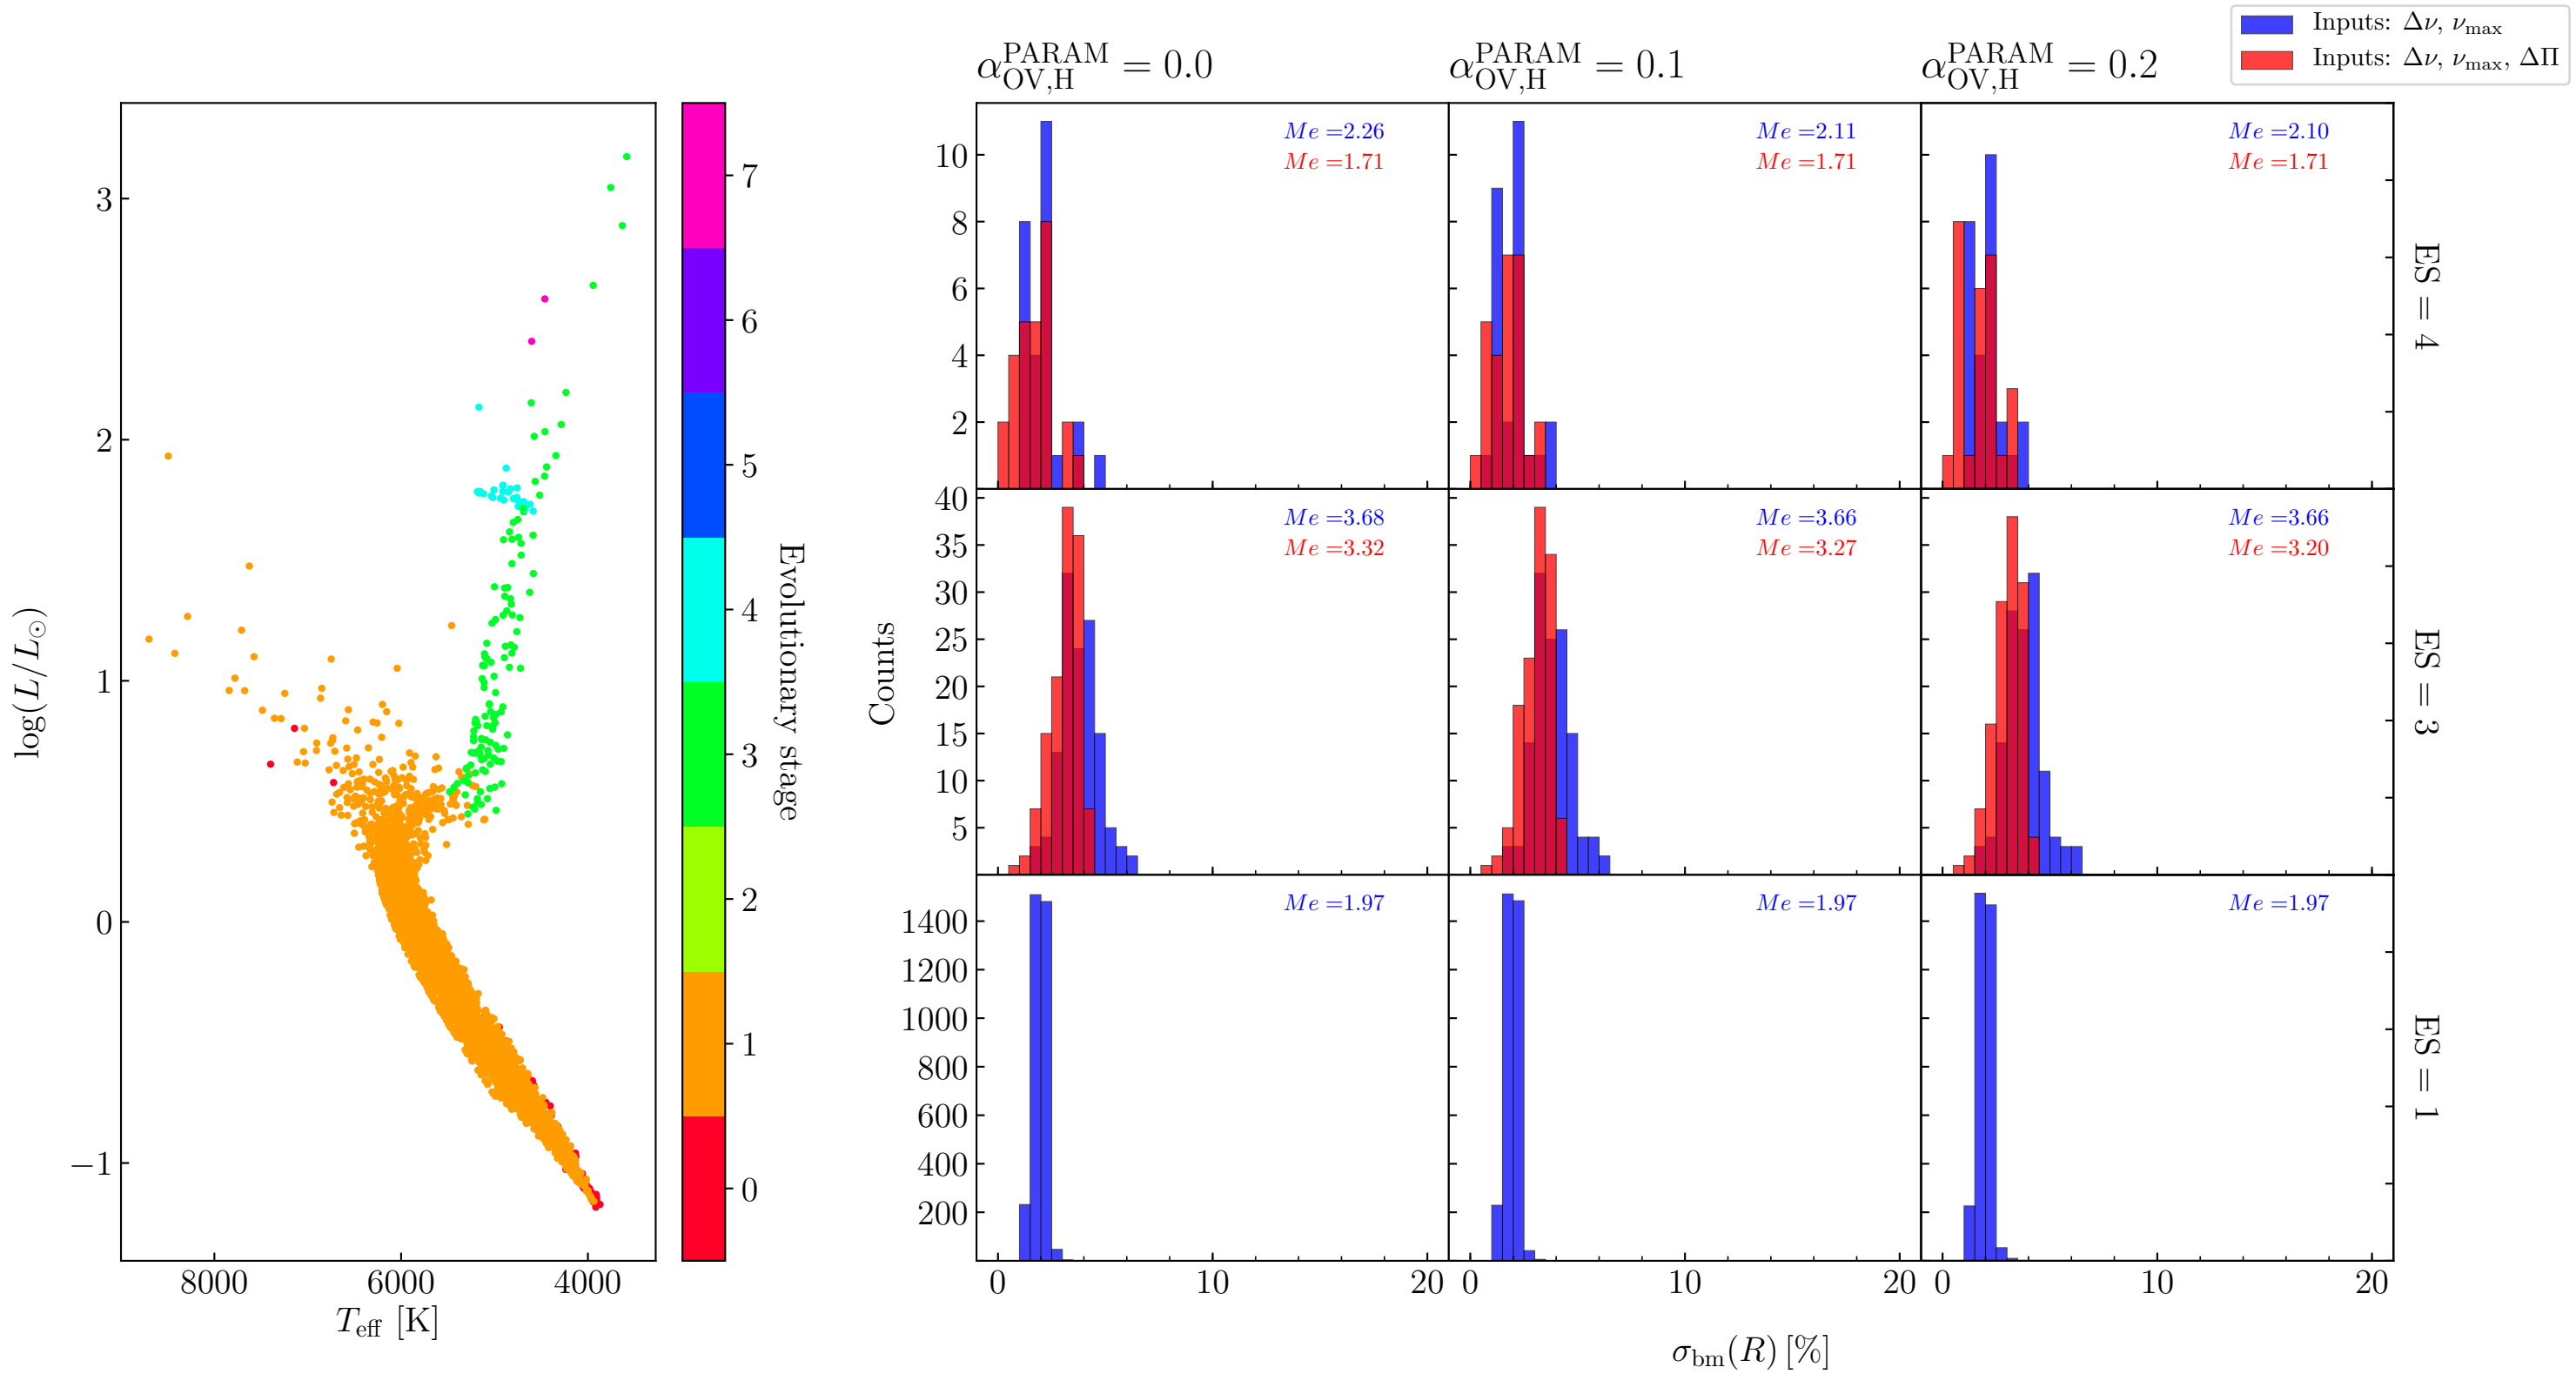 Inputs: Δν, ν_max
Inputs: Δν, ν_max, ΔΠ
α^PARAM_OV,H = 0.0
α^PARAM_OV,H = 0.1
α^PARAM_OV,H = 0.2
log(L/L⊙)
3
2
1
0
−1
8000 6000 4000
T_eff [K]
7
6
5
4
3
2
1
0
Evolutionary stage
Counts
10
8
6
4
2
Me =2.26
Me =1.71
Me =2.11
Me =1.71
Me =2.10
Me =1.71
ES = 4
40
35
30
25
20
15
10
5
Me =3.68
Me =3.32
Me =3.66
Me =3.27
Me =3.66
Me =3.20
ES = 3
1400
1200
1000
800
600
400
200
Me =1.97
Me =1.97
Me =1.97
ES = 1
0 10 20
0 10 20
0 10 20
σ_bm(R) [%]